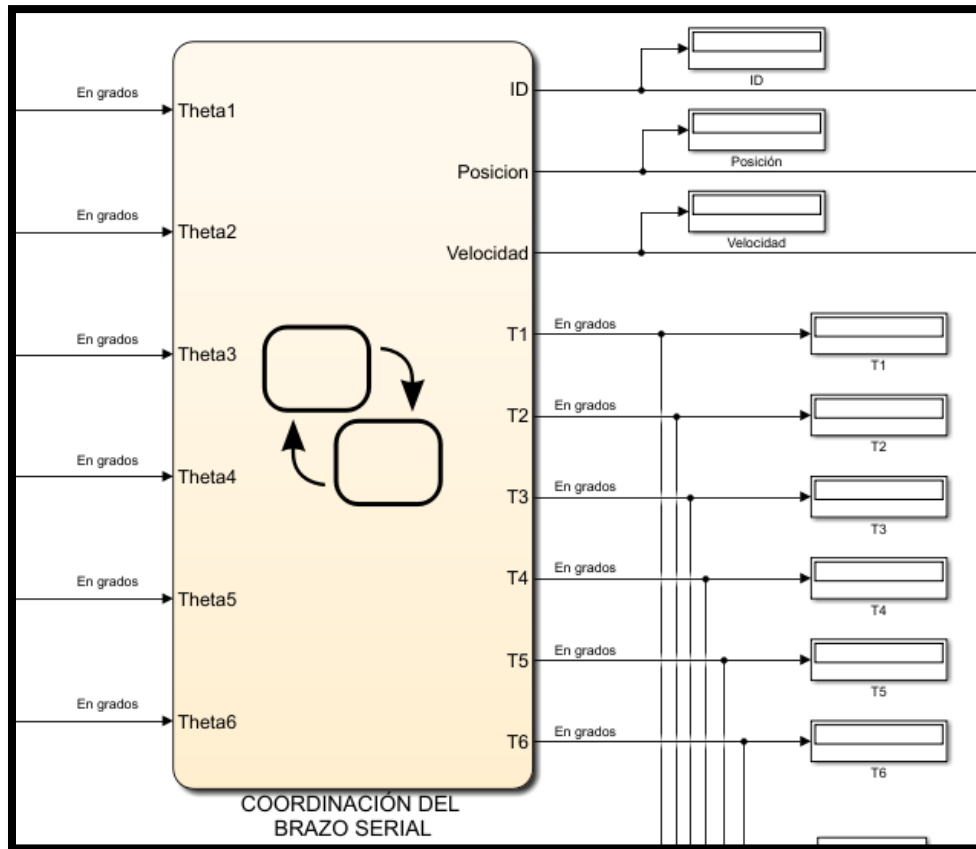 En grados
Theta1
En grados
Theta2
En grados
Theta3
En grados
Theta4
En grados
Theta5
En grados
Theta6
ID
Posicion
Velocidad
T1
En grados
T2
En grados
T3
En grados
T4
En grados
T5
En grados
T6
En grados
ID
Posición
Velocidad
T1
T2
T3
T4
T5
T6
COORDINACIÓN DEL
BRAZO SERIAL